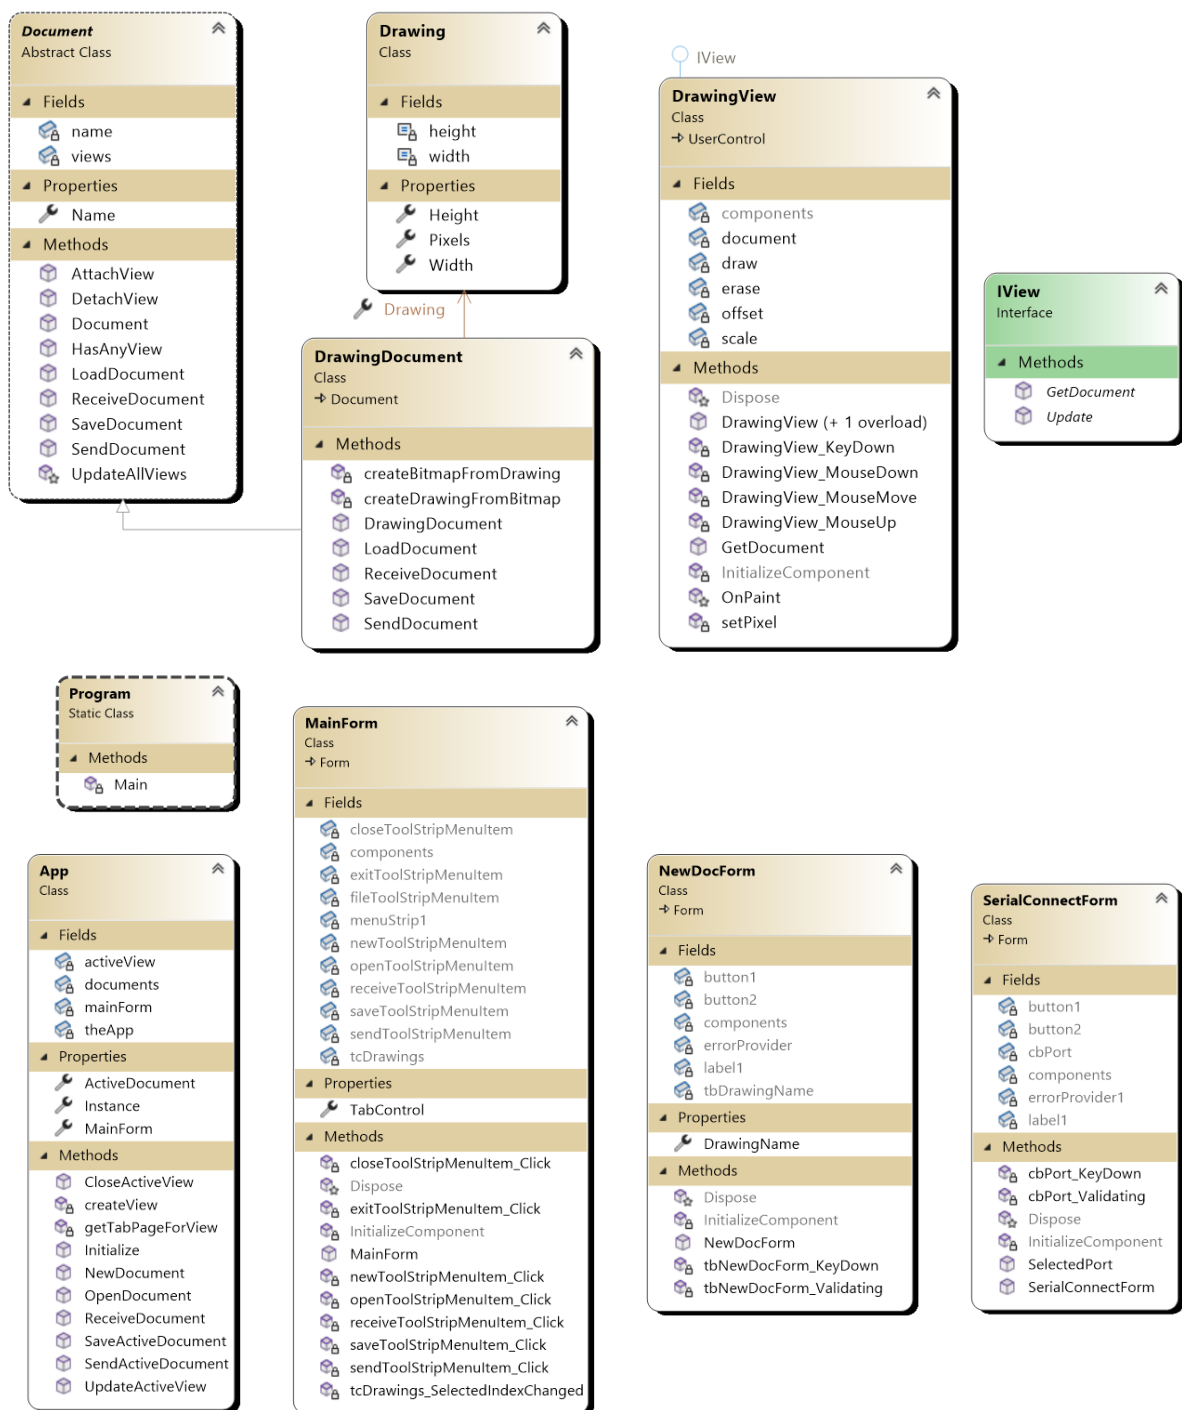 Document
Abstract Class
Fields
name
views
Properties
Name
Methods
AttachView
DetachView
Document
HasAnyView
LoadDocument
ReceiveDocument
SaveDocument
SendDocument
UpdateAllViews
Drawing
Class
Fields
height
width
Properties
Height
Pixels
Width
Drawing
DrawingDocument
Class
Document
Methods
createBitmapFromDrawing
createDrawingFromBitmap
DrawingDocument
LoadDocument
ReceiveDocument
SaveDocument
SendDocument
IView
DrawingView
Class
UserControl
Fields
components
document
draw
erase
offset
scale
Methods
Dispose
DrawingView (+ 1 overload)
DrawingView_KeyDown
DrawingView_MouseDown
DrawingView_MouseMove
DrawingView_MouseUp
GetDocument
InitializeComponent
OnPaint
setPixel
IView
Interface
Methods
GetDocument
Update
Program
Static Class
Methods
Main
App
Class
Fields
activeView
documents
mainForm
theApp
Properties
ActiveDocument
Instance
MainForm
Methods
CloseActiveView
createView
getTabPageForView
Initialize
NewDocument
OpenDocument
ReceiveDocument
SaveActiveDocument
SendActiveDocument
UpdateActiveView
MainForm
Class
Form
Fields
closeToolStripMenuItem
components
exitToolStripMenuItem
fileToolStripMenuItem
menuStrip1
newToolStripMenuItem
openToolStripMenuItem
receiveToolStripMenuItem
saveToolStripMenuItem
sendToolStripMenuItem
tcDrawings
Properties
TabControl
Methods
closeToolStripMenuItem_Click
Dispose
exitToolStripMenuItem_Click
InitializeComponent
MainForm
newToolStripMenuItem_Click
openToolStripMenuItem_Click
receiveToolStripMenuItem_Click
saveToolStripMenuItem_Click
sendToolStripMenuItem_Click
tcDrawings_SelectedIndexChanged
NewDocForm
Class
Form
Fields
button1
button2
components
errorProvider
label1
tbDrawingName
Properties
DrawingName
Methods
Dispose
InitializeComponent
NewDocForm
tbNewDocForm_KeyDown
tbNewDocForm_Validating
SerialConnectForm
Class
Form
Fields
button1
button2
cbPort
components
errorProvider1
label1
Methods
cbPort_KeyDown
cbPort_Validating
Dispose
InitializeComponent
SelectedPort
SerialConnectForm